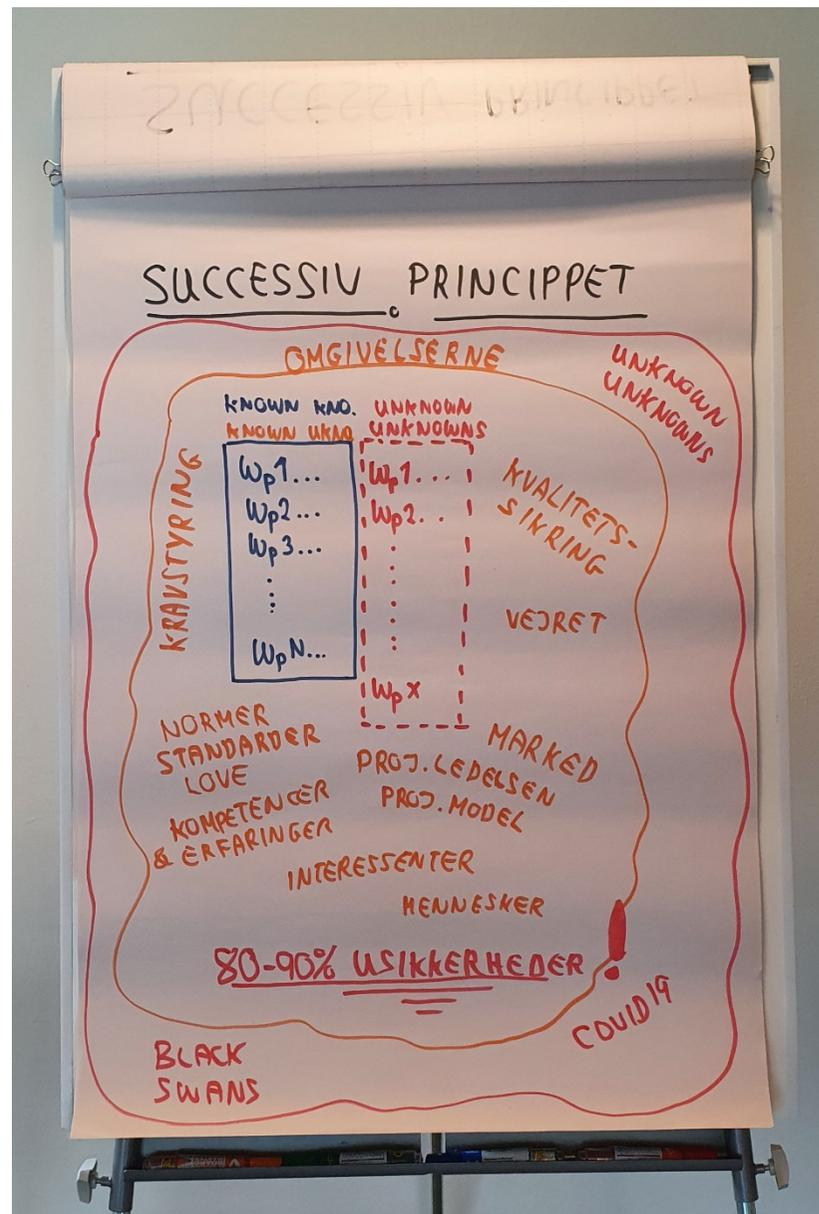 SUCCESSIV PRINCIPPET
SUCCESSIV. PRINCIPPET
OMGIVELSERNE
UNKNOWN
UNKNOWNS
KNOWN KNO.
KNOWN UKNO.
UNKNOWN
UNKNOWNS
Wp1...
Wp2...
Wp3...
WpN...
Wp1...
Wp2..
Wpx
KRAVSTYRING
KVALITETS-
SIKRING
VEJRET
NORMER
STANDARDER
LOVE
KOMPETENCER
& ERFARINGER
MARKED
PROJ. LEDELSEN
PROJ. MODEL
INTERESSENTER
MENNESKER
80-90% USIKKERHEDER
COVID19
BLACK
SWANS